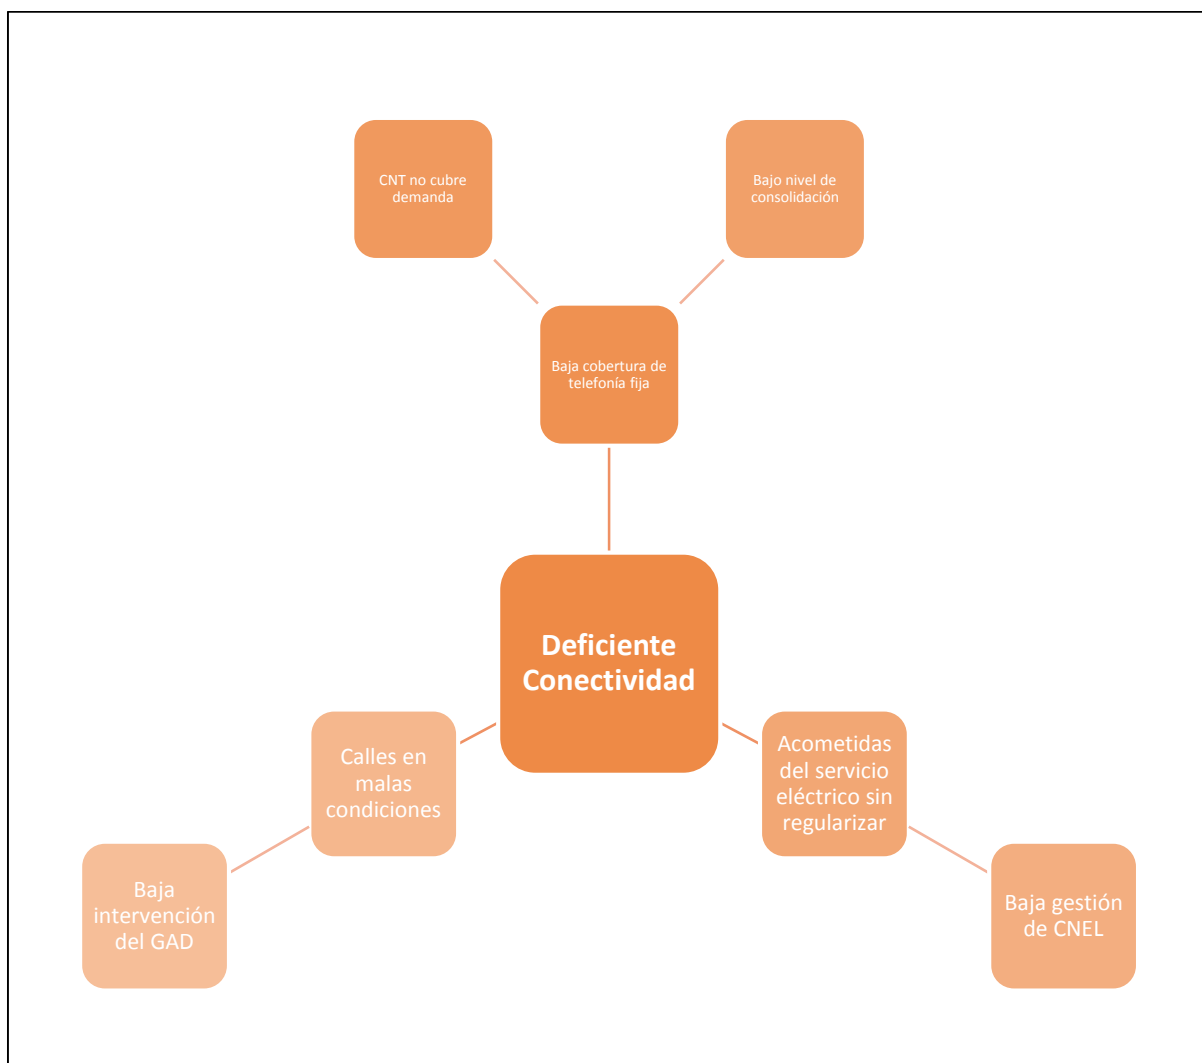 CNT no cubre
demanda
Bajo nivel de
consolidación
Baja cobertura de
telefonía fija
Deficiente
Conectividad
Calles en
malas
condiciones
Acometidas
del servicio
eléctrico sin
regularizar
Baja
intervención
del GAD
Baja gestión
de CNEL